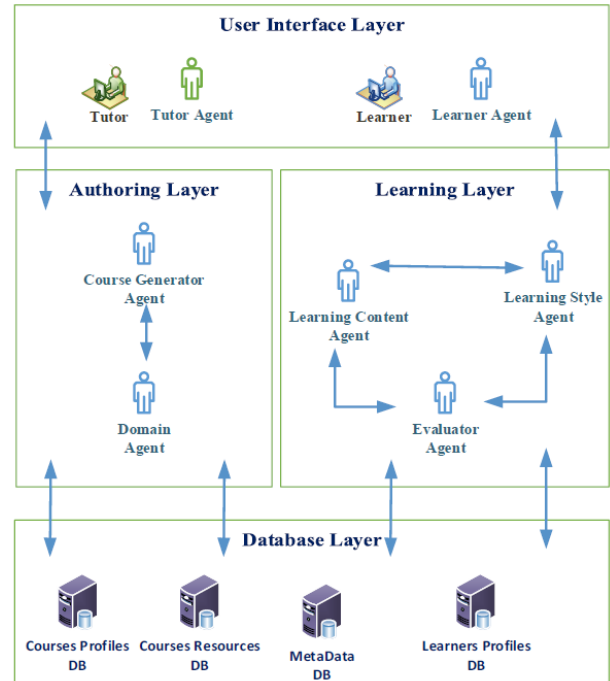 User Interface Layer
Tutor
Tutor Agent
Learner
Learner Agent
Authoring Layer
Course Generator
Agent
Domain
Agent
Learning Layer
Learning Content
Agent
Learning Style
Agent
Evaluator
Agent
Database Layer
Courses Profiles
DB
Courses Resources
DB
MetaData
DB
Learners Profiles
DB